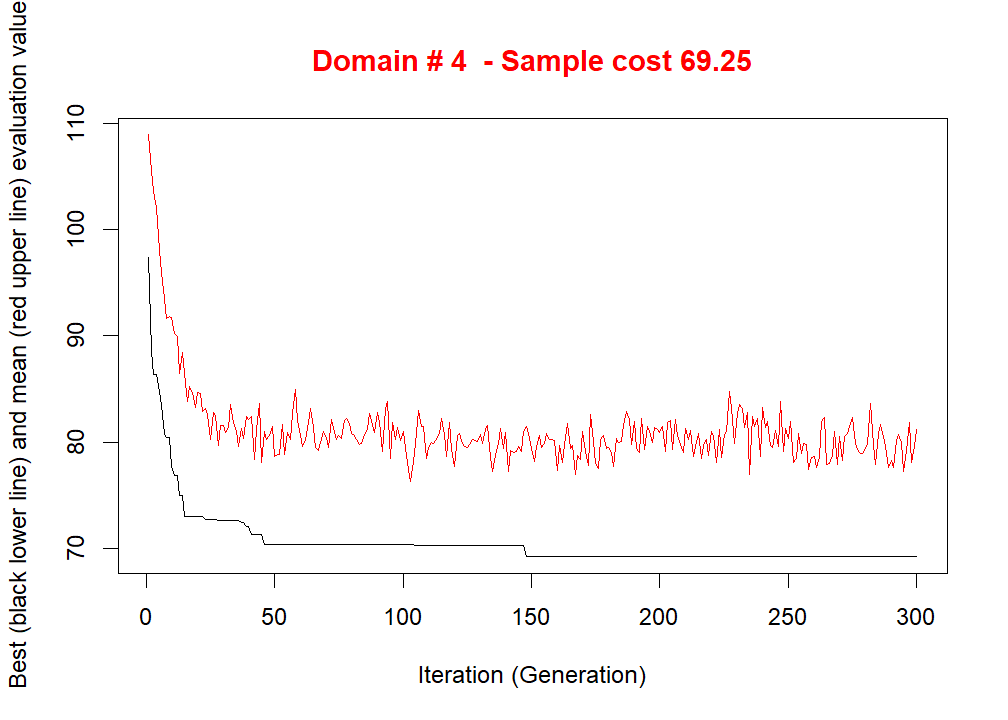 Domain # 4  - Sample cost 69.25
Best (black lower line) and mean (red upper line) evaluation value
110
100
90
80
70
0 50 100 150 200 250 300
Iteration (Generation)